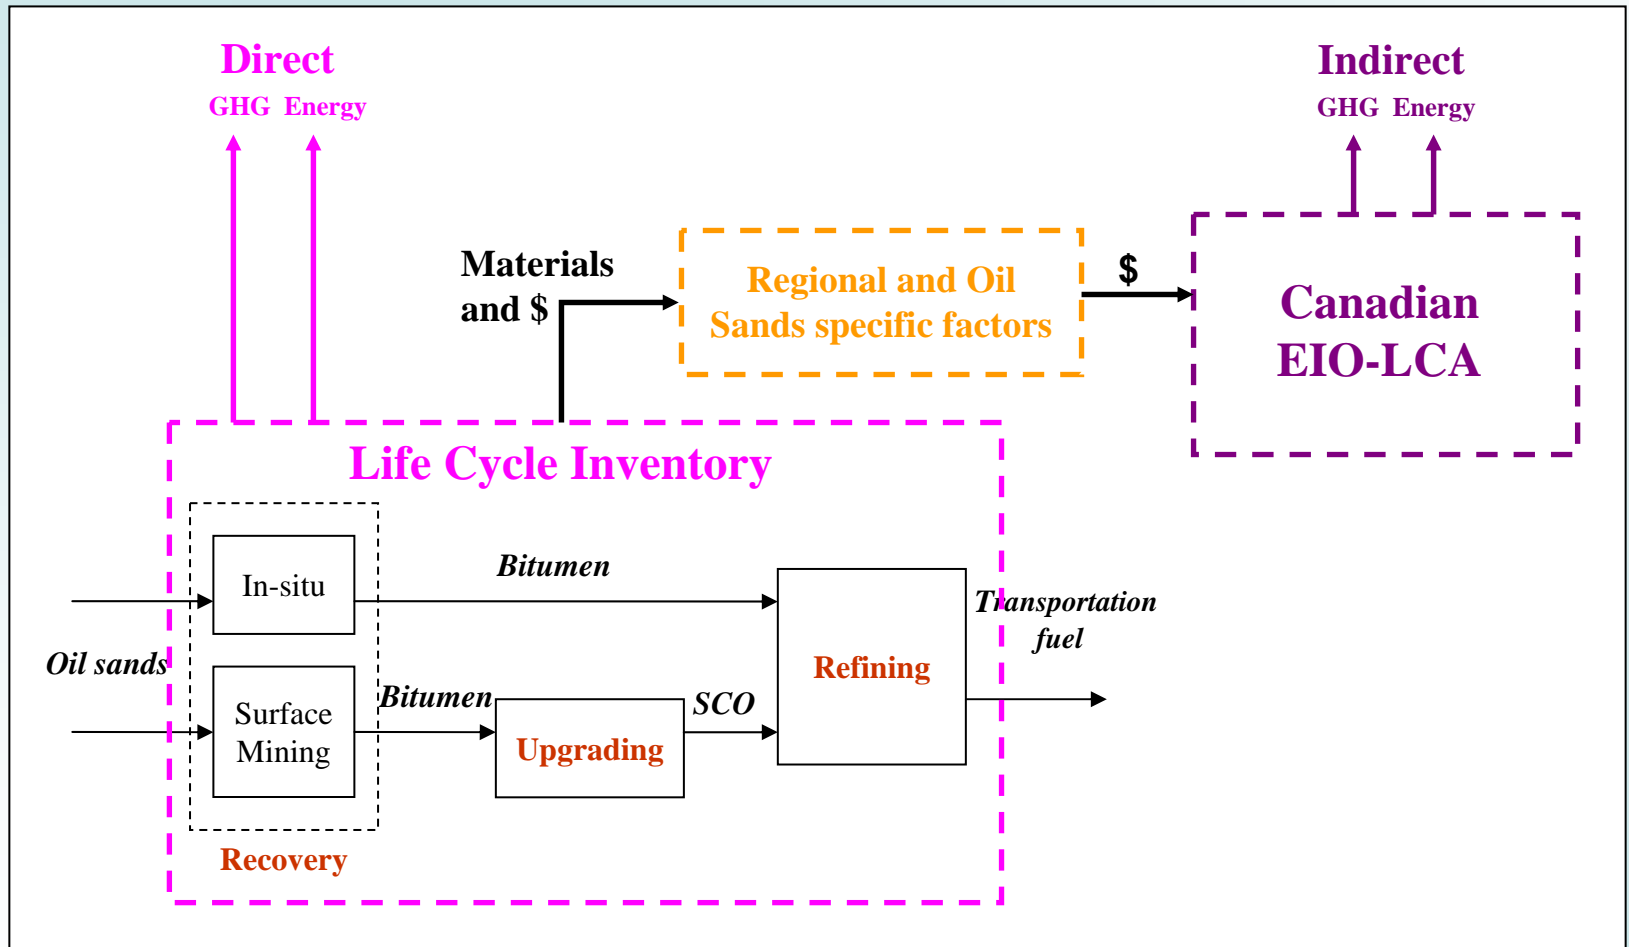 Direct
GHG Energy
Indirect
GHG Energy
Materials
and $
Regional and Oil
Sands specific factors
$
Canadian
EIO-LCA
Life Cycle Inventory
In-situ
Bitumen
Transportation
fuel
Oil sands
Surface
Mining
Bitumen
Upgrading
SCO
Refining
Recovery